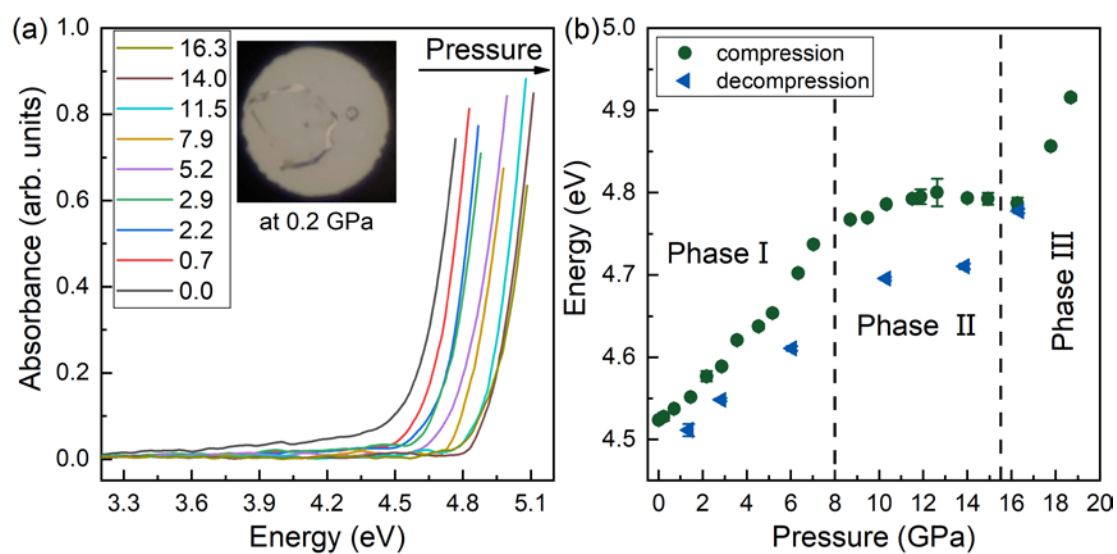 (a)
Absorbance (arb. units)
1.0
0.8
0.6
0.4
0.2
0.0
16.3
14.0
11.5
7.9
5.2
2.9
2.2
0.7
0.0
at 0.2 GPa
Pressure
3.3 3.6 3.9 4.2 4.5 4.8 5.1
Energy (eV)
(b)
Energy (eV)
5.0
4.9
4.8
4.7
4.6
4.5
compression
decompression
Phase I
Phase II
Phase III
0 2 4 6 8 10 12 14 16 18 20
Pressure (GPa)